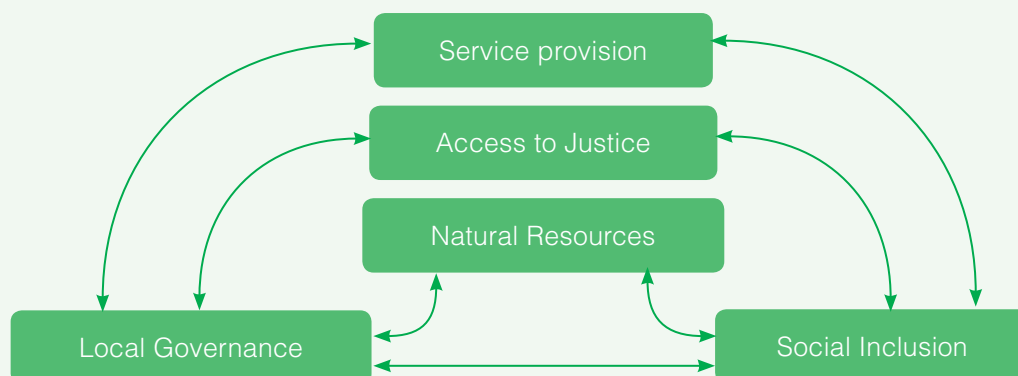 Service provision
Access to Justice
Natural Resources
Local Governance
Social Inclusion